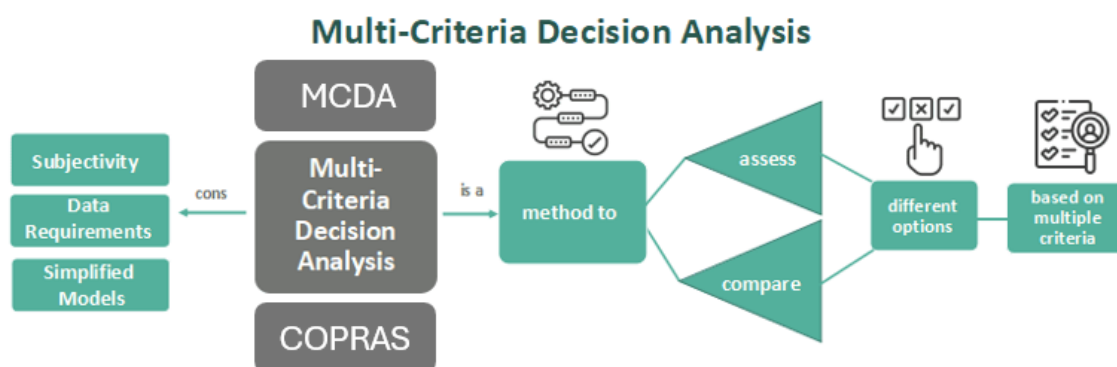 Multi-Criteria Decision Analysis
MCDA
Subjectivity
Data
Requirements
Simplified
Models
cons
Multi-
Criteria
Decision
Analysis
is a
method to
assess
compare
different
options
based on
multiple
criteria
COPRAS